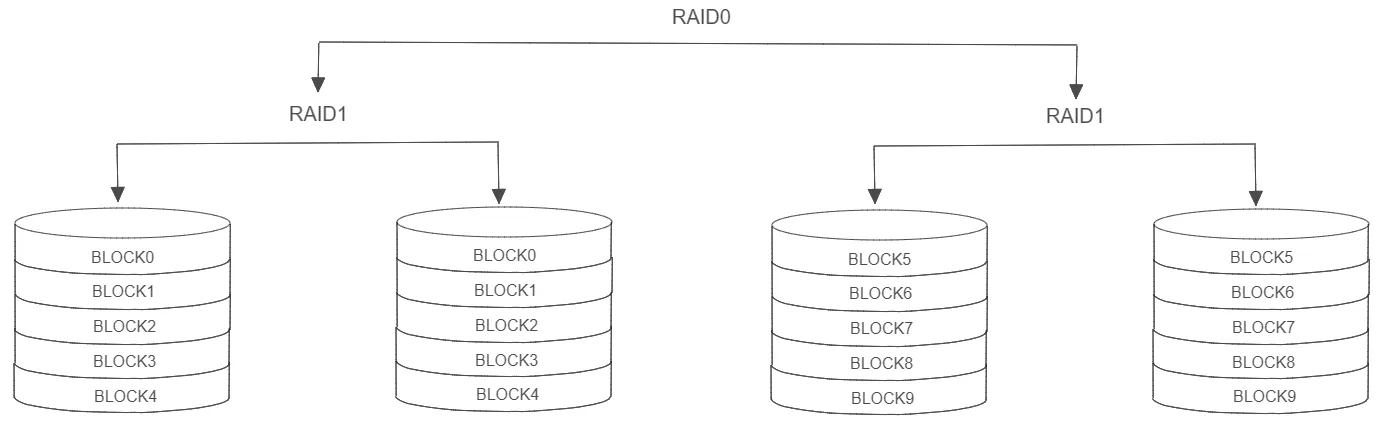 RAID0
RAID1
RAID1
BLOCK0
BLOCK1
BLOCK2
BLOCK3
BLOCK4
BLOCK0
BLOCK1
BLOCK2
BLOCK3
BLOCK4
BLOCK5
BLOCK6
BLOCK7
BLOCK8
BLOCK9
BLOCK5
BLOCK6
BLOCK7
BLOCK8
BLOCK9